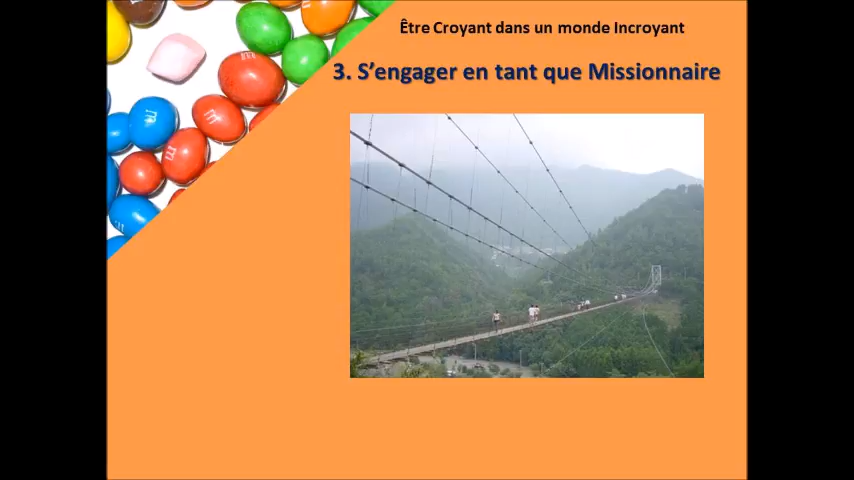 Être Croyant dans un monde Incroyant
3. S’engager en tant que Missionnaire
m
m
m
m